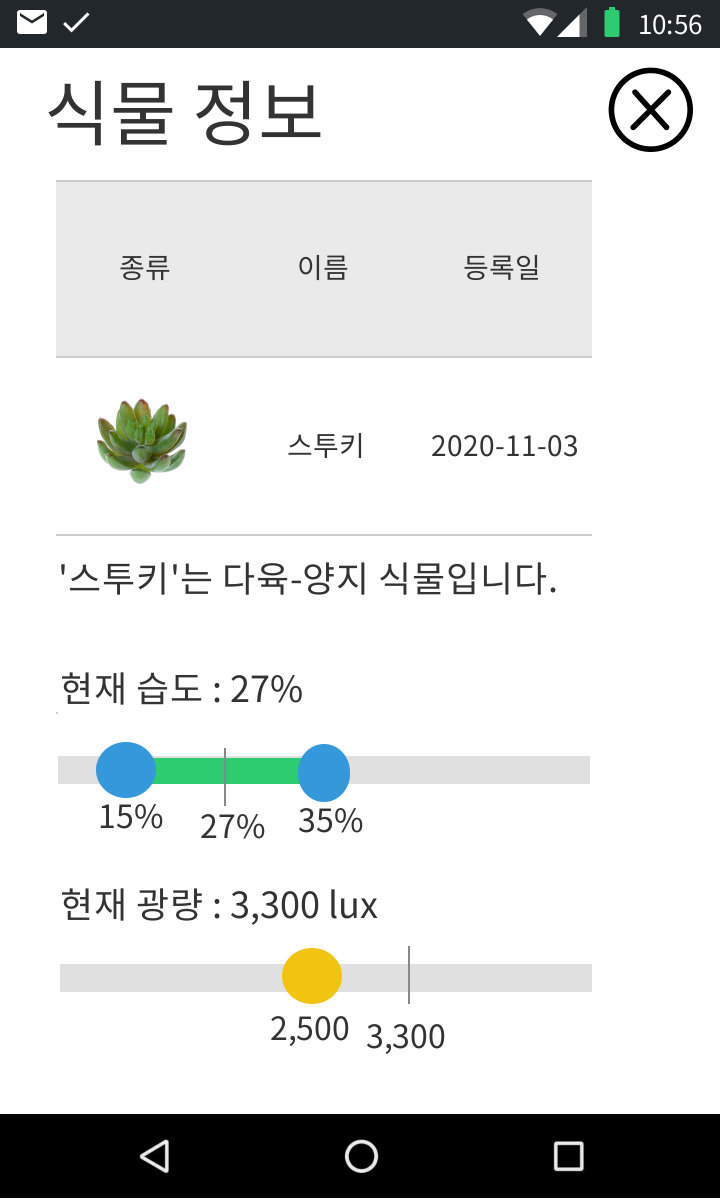 10:56
식물 정보
종류 이름 등록일
스투키 2020-11-03
'스투키'는 다육-양지 식물입니다.
현재 습도 : 27%
15% 27% 35%
현재 광량 : 3,300 lux
2,500 3,300